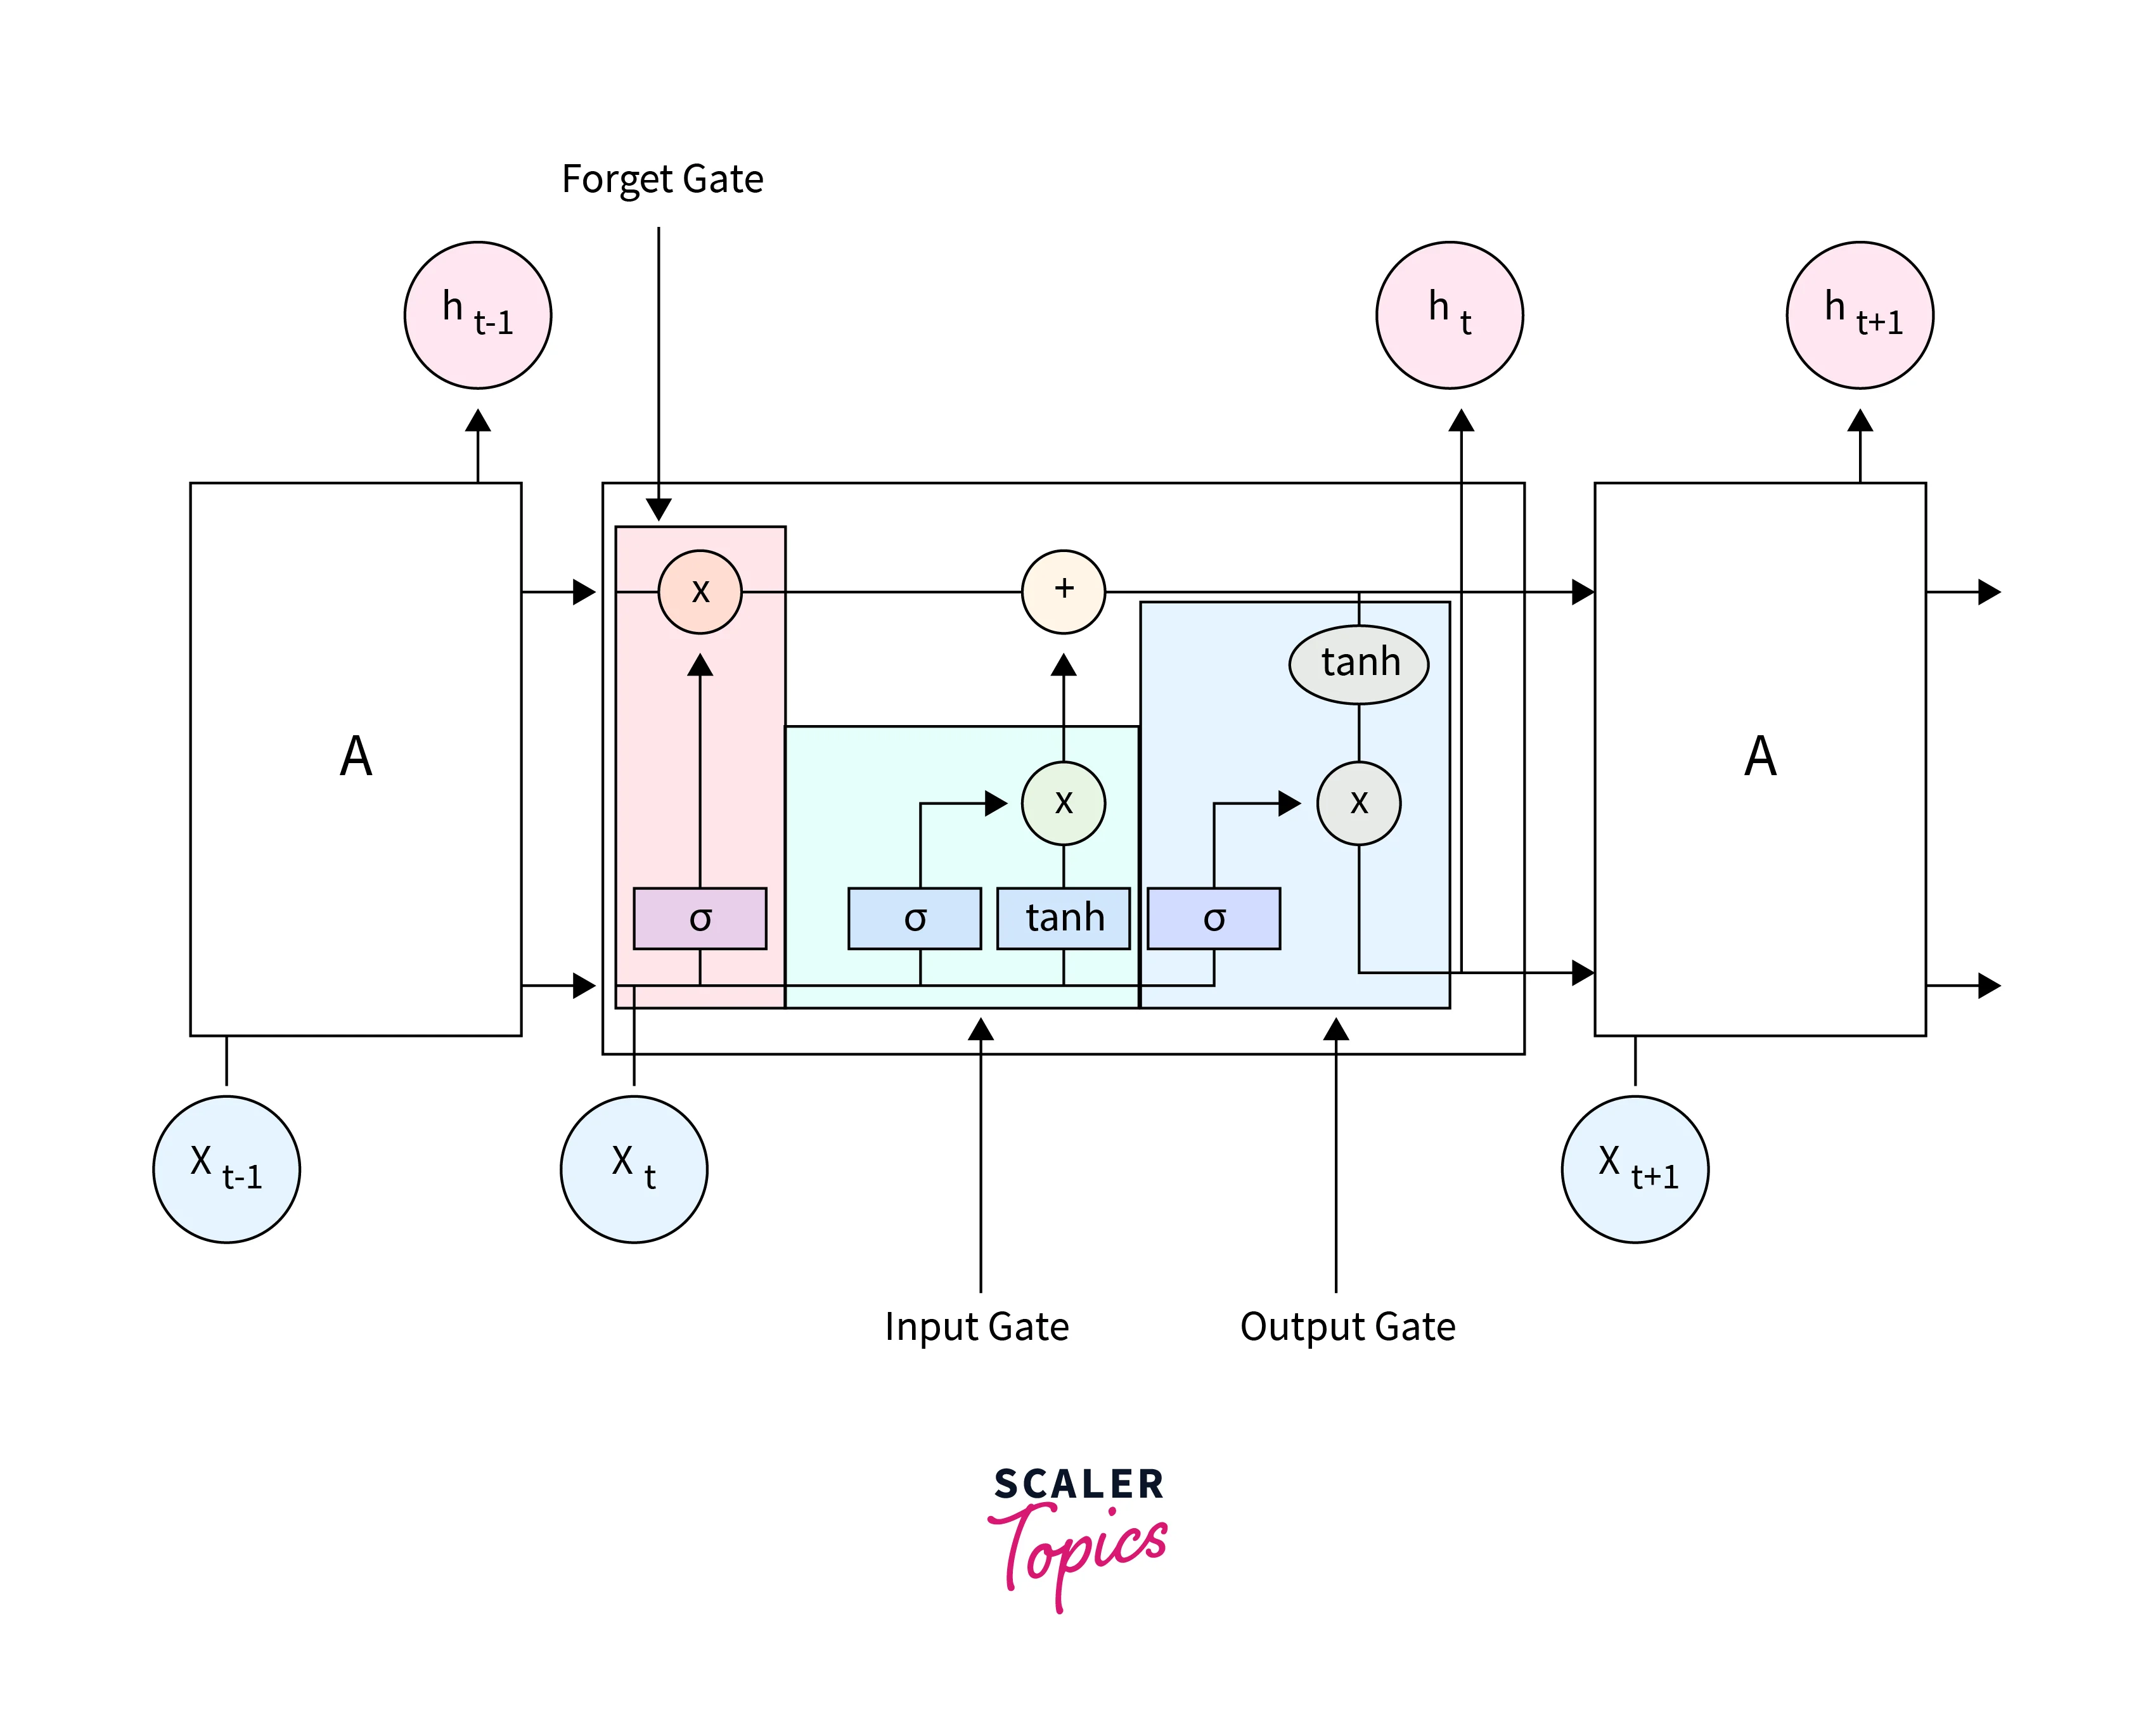 Forget Gate
h t-1
h t
h t+1
x
+
tanh
A
A
x
x
σ
σ
tanh
σ
X t-1
X t
X t+1
Input Gate
Output Gate
SCALER
Topics